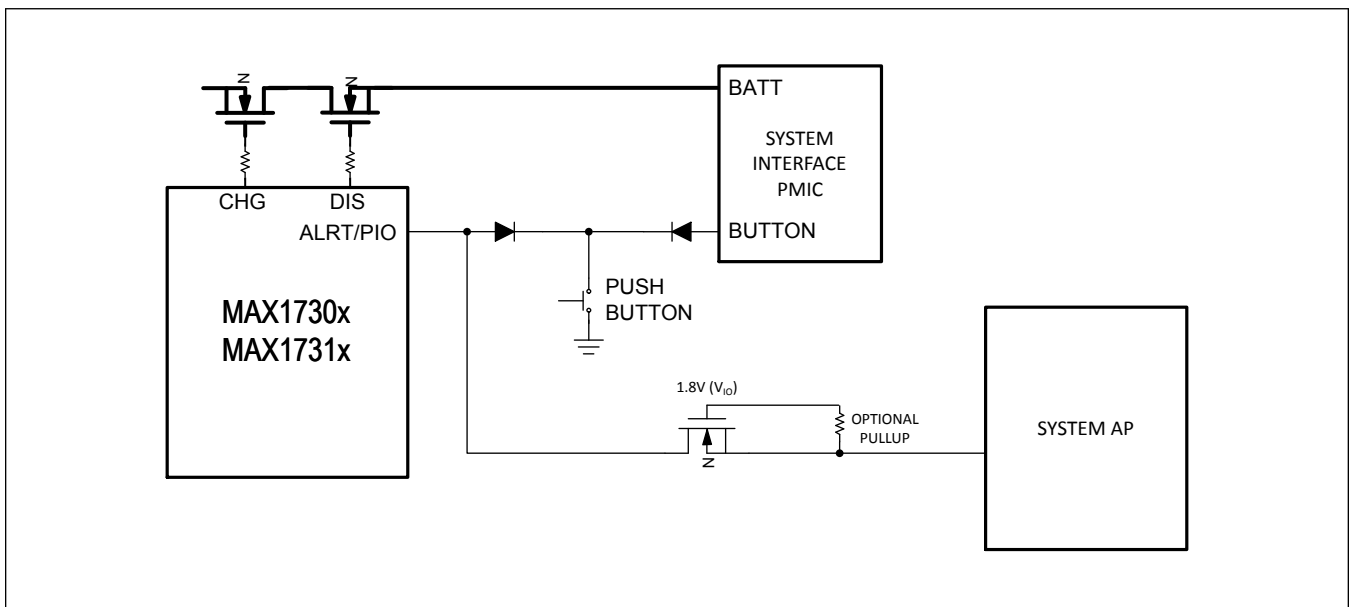 N
N
BATT
SYSTEM
INTERFACE
PMIC
CHG
DIS
ALRT/PIO
BUTTON
MAX1730x
MAX1731x
PUSH
BUTTON
1.8V (VIO)
N
OPTIONAL
PULLUP
SYSTEM AP